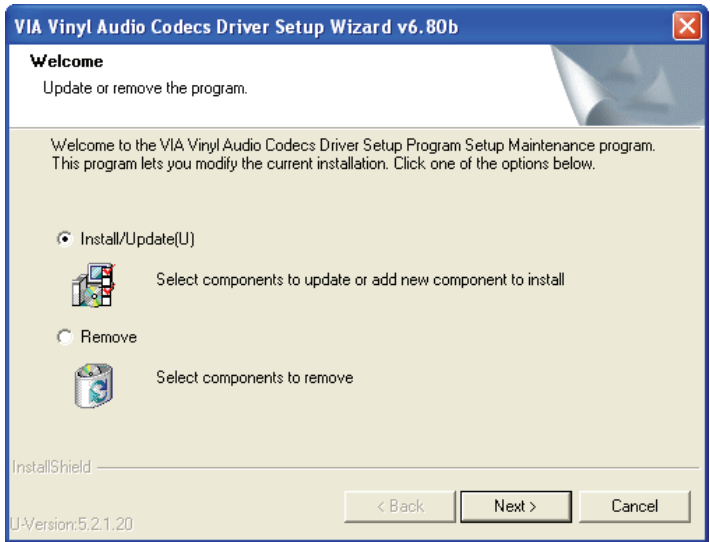 VIA Vinyl Audio Codecs Driver Setup Wizard v6.80b
Welcome
Update or remove the program.
Welcome to the VIA Vinyl Audio Codecs Driver Setup Program Setup Maintenance program.
This program lets you modify the current installation. Click one of the options below.
Install/Update(U)
Select components to update or add new component to install
Remove
Select components to remove
InstallShield
< Back
Next >
Cancel
U-Version:5.2.1.20